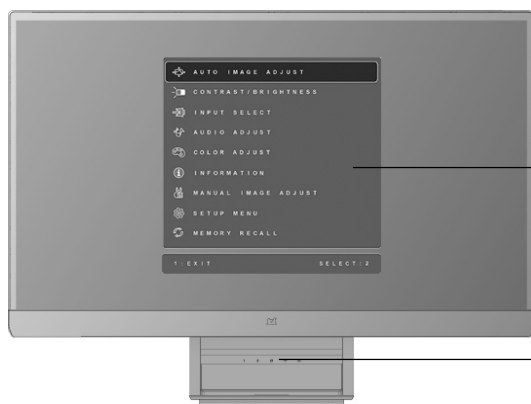 AUTO IMAGE ADJUST
CONTRAST/BRIGHTNESS
INPUT SELECT
AUDIO ADJUST
COLOR ADJUST
INFORMATION
MANUAL IMAGE ADJUST
SETUP MENU
MEMORY RECALL
1:EXIT SELECT:2